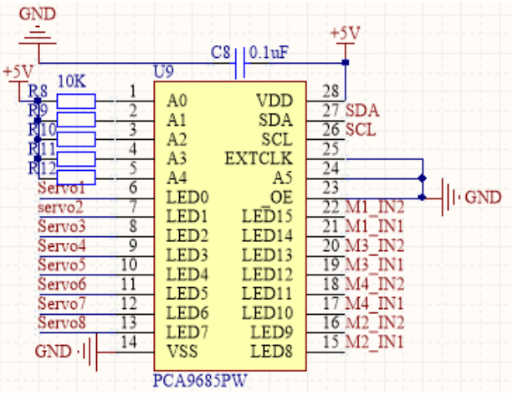 GND
+5V
C8 0.1uF
+5V
U9
10K
R8 1 A0 VDD 28
R9 2 A1 SDA 27 SDA
R10 3 A2 SCL 26 SCL
R11 4 A3 EXTCLK 25
R12 5 A4 A5 24
Servo1 6 LED0 _OE 23 GND
servo2 7 LED1 LED15 22 M1_IN2
Servo3 8 LED2 LED14 21 M1_IN1
Servo4 9 LED3 LED13 20 M3_IN2
Servo5 10 LED4 LED12 19 M3_IN1
Servo6 11 LED5 LED11 18 M4_IN2
Servo7 12 LED6 LED10 17 M4_IN1
Servo8 13 LED7 LED9 16 M2_IN2
GND 14 VSS LED8 15 M2_IN1
PCA9685PW